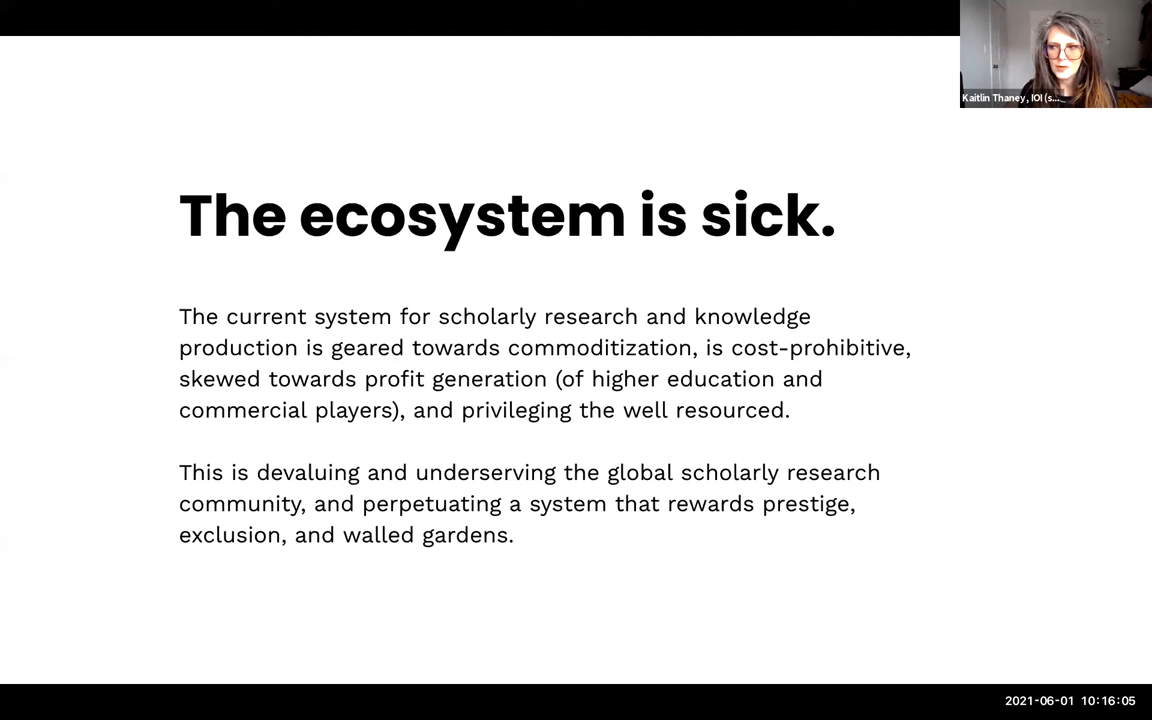 Kaitlin Thaney, IOI (s...
The ecosystem is sick.
The current system for scholarly research and knowledge
production is geared towards commoditization, is cost-prohibitive,
skewed towards profit generation (of higher education and
commercial players), and privileging the well resourced.
This is devaluing and underserving the global scholarly research
community, and perpetuating a system that rewards prestige,
exclusion, and walled gardens.
2021-06-01 10:16:05